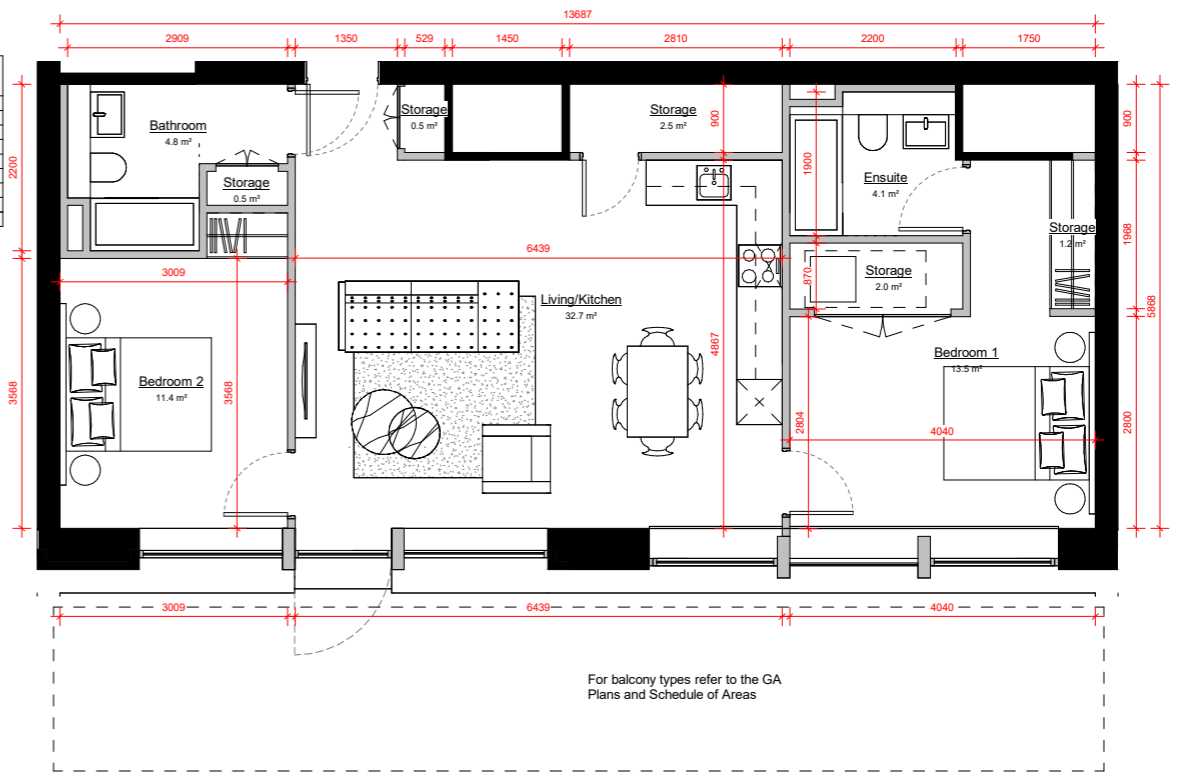 13687
2909
1350
529
1450
2810
2200
1750
Bathroom
4.8 m²
Storage
0.5 m²
Storage
2.5 m²
900
900
2200
1900
Ensuite
4.1 m²
Storage
0.5 m²
Storage
1.2 m²
1968
6439
3009
870
Storage
2.0 m²
5868
Living/Kitchen
32.7 m²
4867
Bedroom 1
13.5 m²
Bedroom 2
11.4 m²
3568
3568
2804
4040
2800
3009
6439
4040
For balcony types refer to the GA
Plans and Schedule of Areas